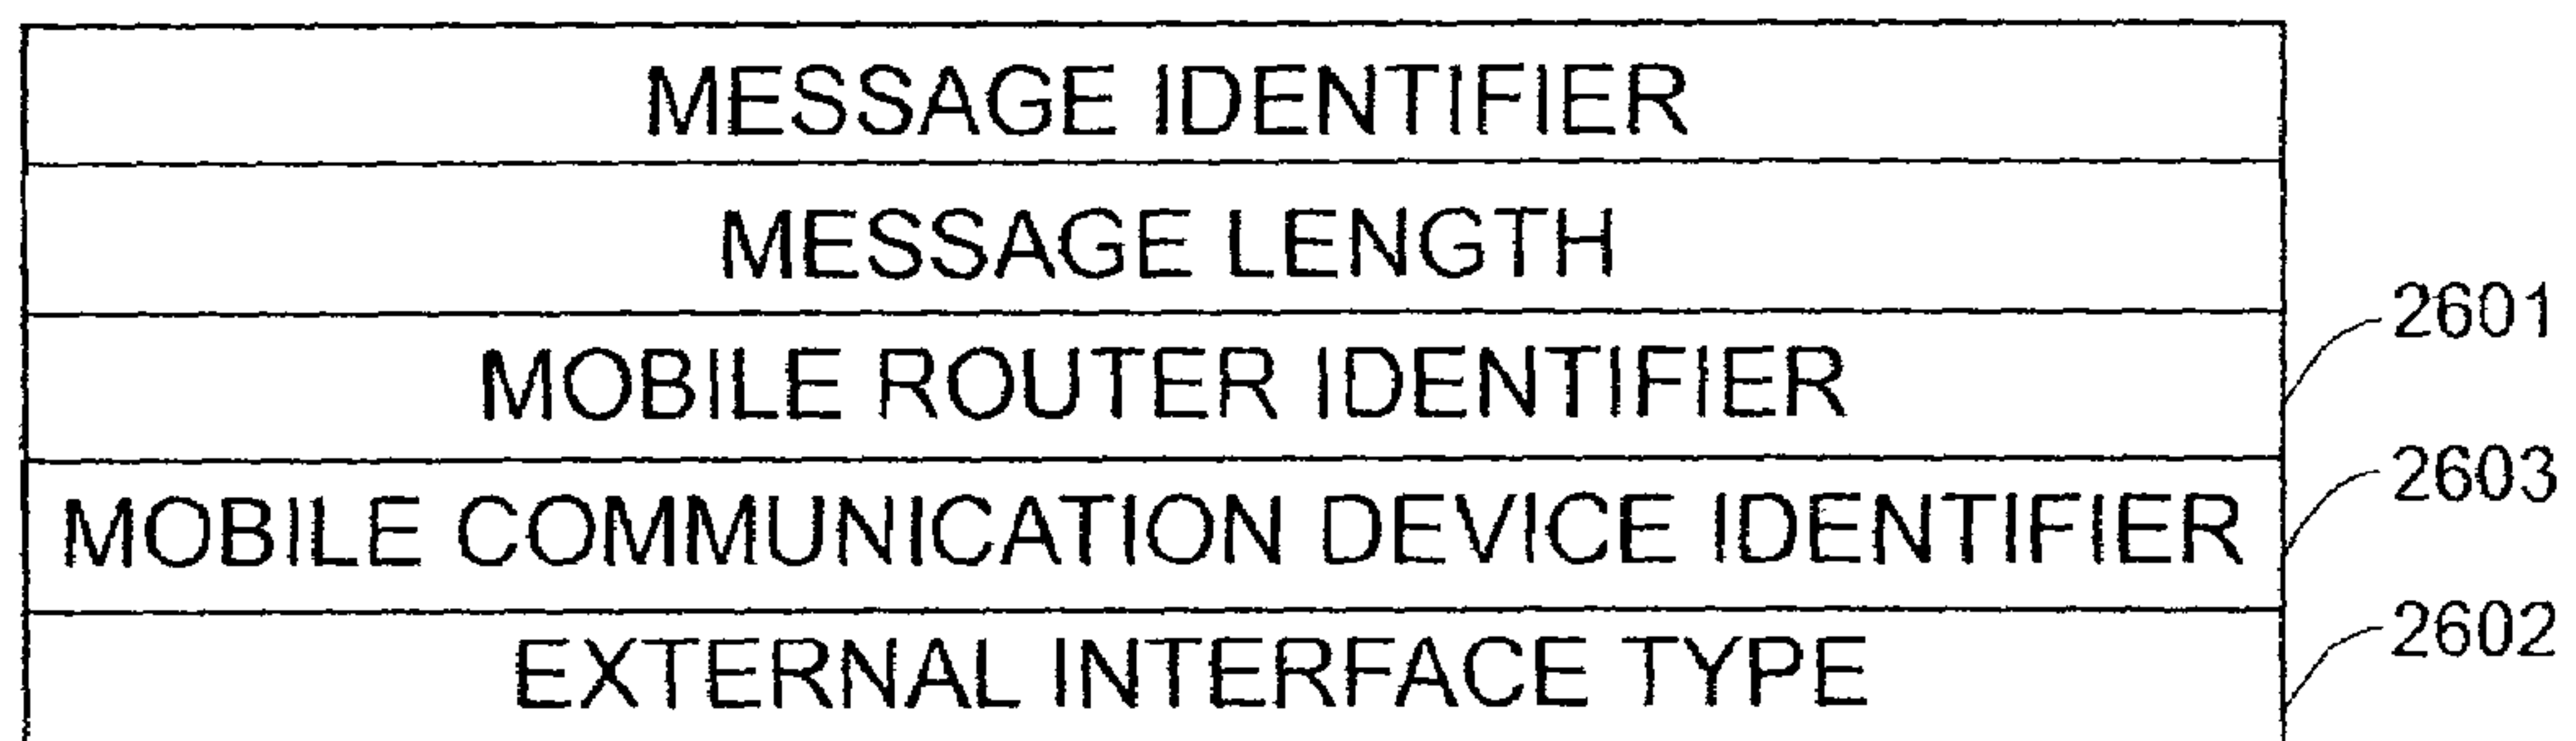 MESSAGE IDENTIFIER
MESSAGE LENGTH
2601
MOBILE ROUTER IDENTIFIER
2603
MOBILE COMMUNICATION DEVICE IDENTIFIER
2602
EXTERNAL INTERFACE TYPE